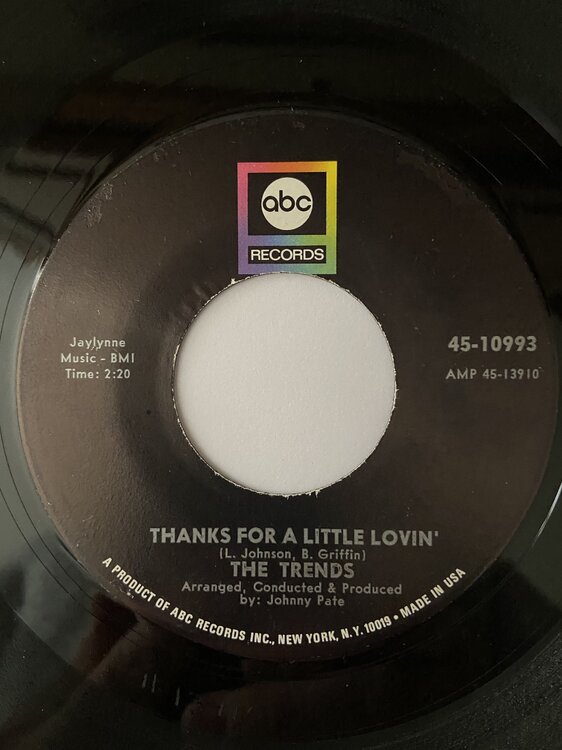 abc
RECORDS
Jaylynne
Music - BMI
Time: 2:20
45-10993
AMP 45-13910
THANKS FOR A LITTLE LOVIN'
(L. Johnson, B. Griffin)
THE TRENDS
Arranged, Conducted & Produced
by: Johnny Pate
A PRODUCT OF ABC RECORDS INC., NEW YORK, N.Y. 10019 • MADE IN USA